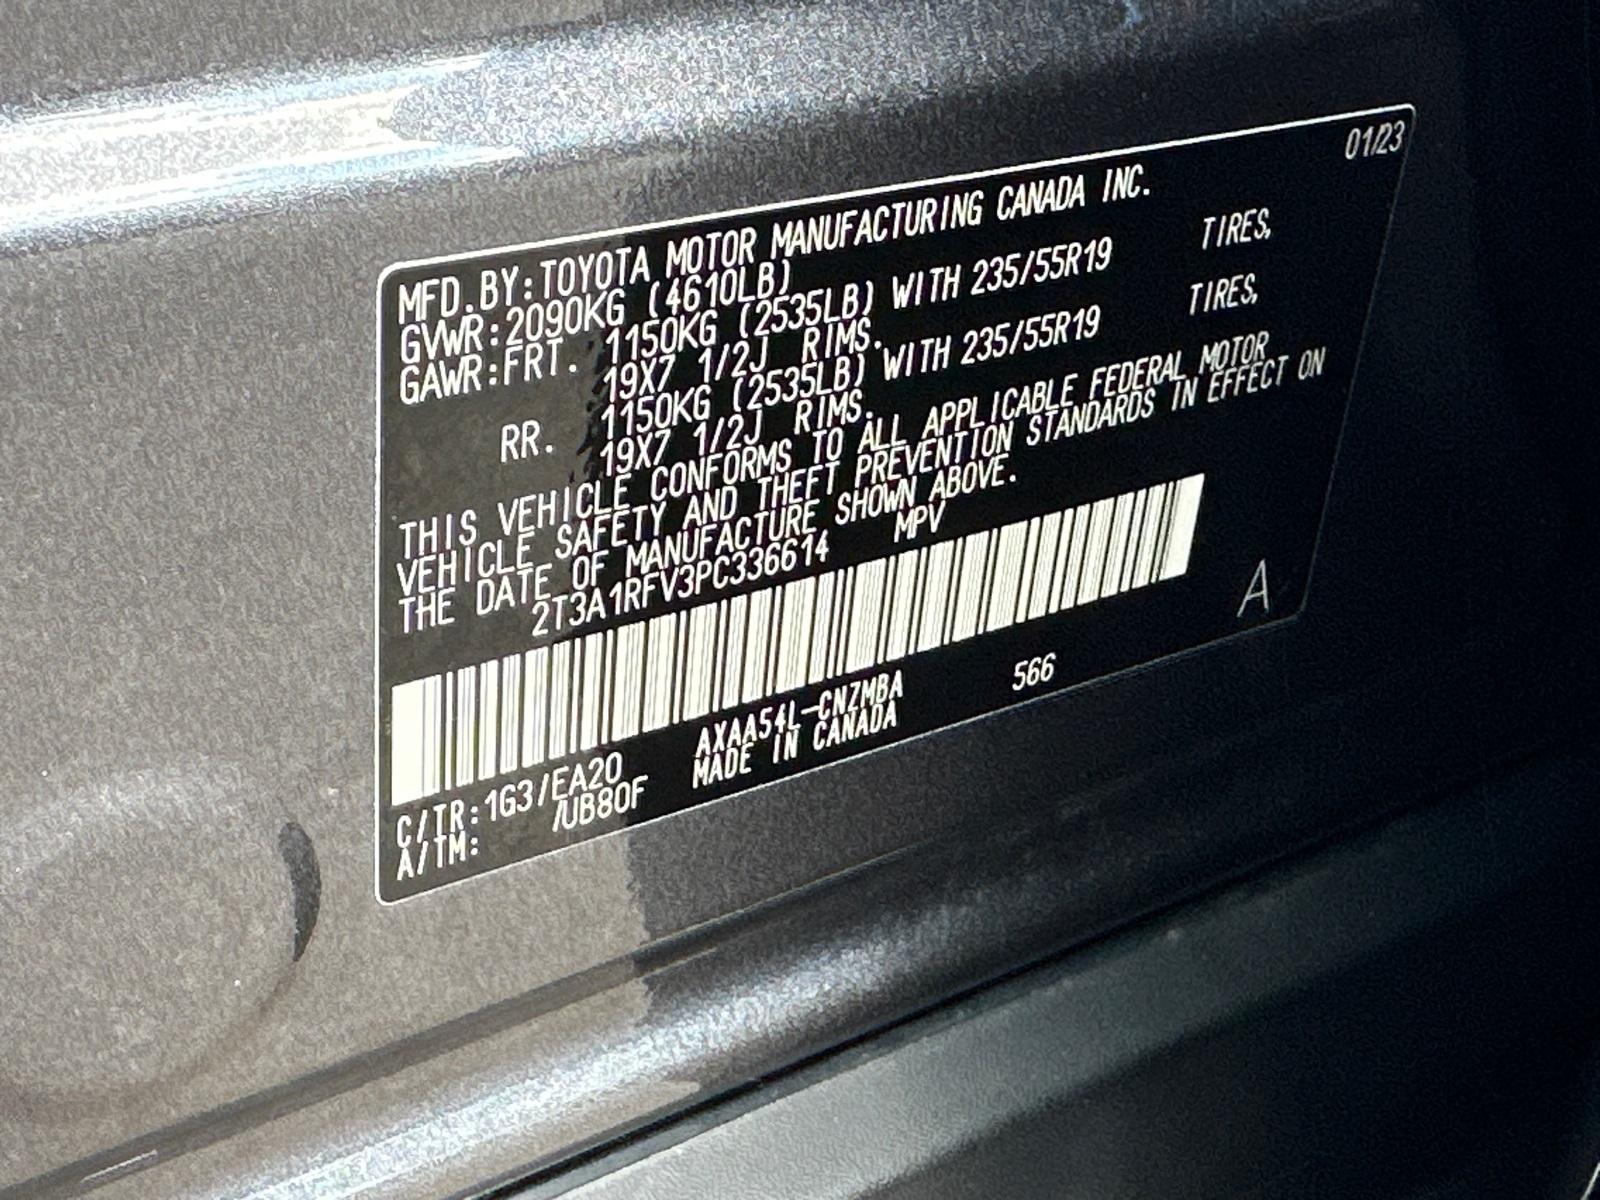 01/23
MFD.BY:TOYOTA MOTOR MANUFACTURING CANADA INC.
GVWR:2090KG (4610LB)
GAWR:FRT. 1150KG (2535LB) WITH 235/55R19 TIRES,
19X7 1/2J RIMS.
RR. 1150KG (2535LB) WITH 235/55R19 TIRES,
19X7 1/2J RIMS.
THIS VEHICLE CONFORMS TO ALL APPLICABLE FEDERAL MOTOR
VEHICLE SAFETY AND THEFT PREVENTION STANDARDS IN EFFECT ON
THE DATE OF MANUFACTURE SHOWN ABOVE.
2T3A1RFV3PC336614 MPV
A
C/TR:1G3/EA20 AXAA54L-CNZMBA 566
A/TM: /UB80F MADE IN CANADA